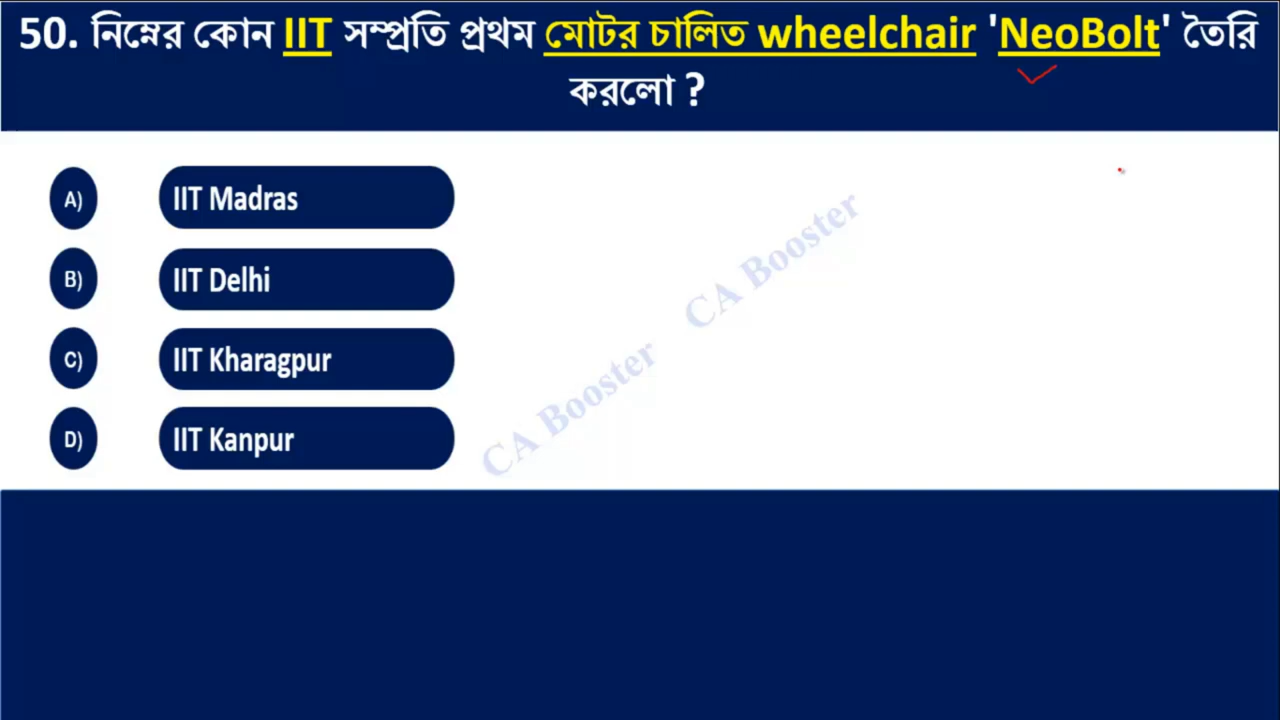 50. নিম্নের কোন IIT সম্প্রতি প্রথম মোটর চালিত wheelchair 'NeoBolt' তৈরি
করলো ?
A) IIT Madras
B) IIT Delhi
C) IIT Kharagpur
D) IIT Kanpur
CA Booster CA Booster